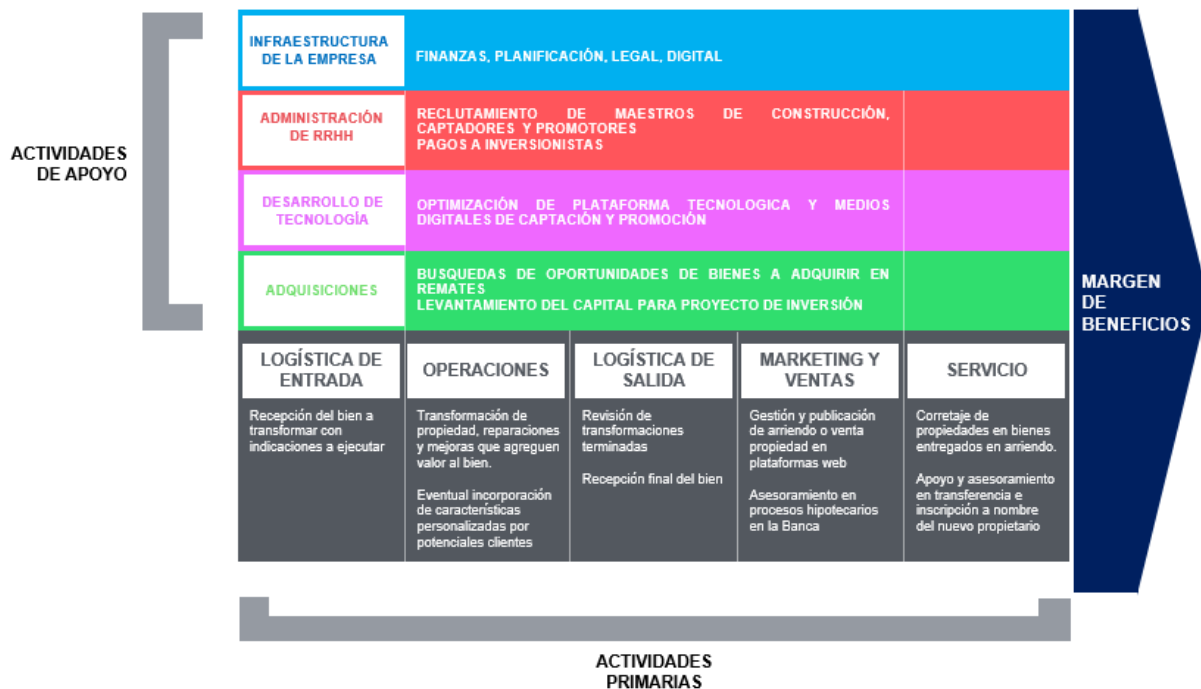 ACTIVIDADES
DE APOYO
INFRAESTRUCTURA
DE LA EMPRESA
FINANZAS, PLANIFICACIÓN, LEGAL, DIGITAL
ADMINISTRACIÓN
DE RRHH
RECLUTAMIENTO DE MAESTROS DE CONSTRUCCIÓN,
CAPTADORES Y PROMOTORES
PAGOS A INVERSIONISTAS
DESARROLLO DE
TECNOLOGÍA
OPTIMIZACIÓN DE PLATAFORMA TECNOLOGICA Y MEDIOS
DIGITALES DE CAPTACIÓN Y PROMOCIÓN
ADQUISICIONES
BUSQUEDAS DE OPORTUNIDADES DE BIENES A ADQUIRIR EN
REMATES
LEVANTAMIENTO DEL CAPITAL PARA PROYECTO DE INVERSIÓN
MARGEN
DE
BENEFICIOS
LOGÍSTICA DE
ENTRADA
Recepción del bien a
transformar con
indicaciones a ejecutar
OPERACIONES
Transformación de
propiedad, reparaciones
y mejoras que agreguen
valor al bien.
Eventual incorporación
de características
personalizadas por
potenciales clientes
LOGÍSTICA DE
SALIDA
Revisión de
transformaciones
terminadas
Recepción final del bien
MARKETING Y
VENTAS
Gestión y publicación
de arriendo o venta
propiedad en
plataformas web
Asesoramiento en
procesos hipotecarios
en la Banca
SERVICIO
Corretaje de
propiedades en bienes
entregados en arriendo.
Apoyo y asesoramiento
en transferencia e
inscripción a nombre
del nuevo propietario
ACTIVIDADES
PRIMARIAS